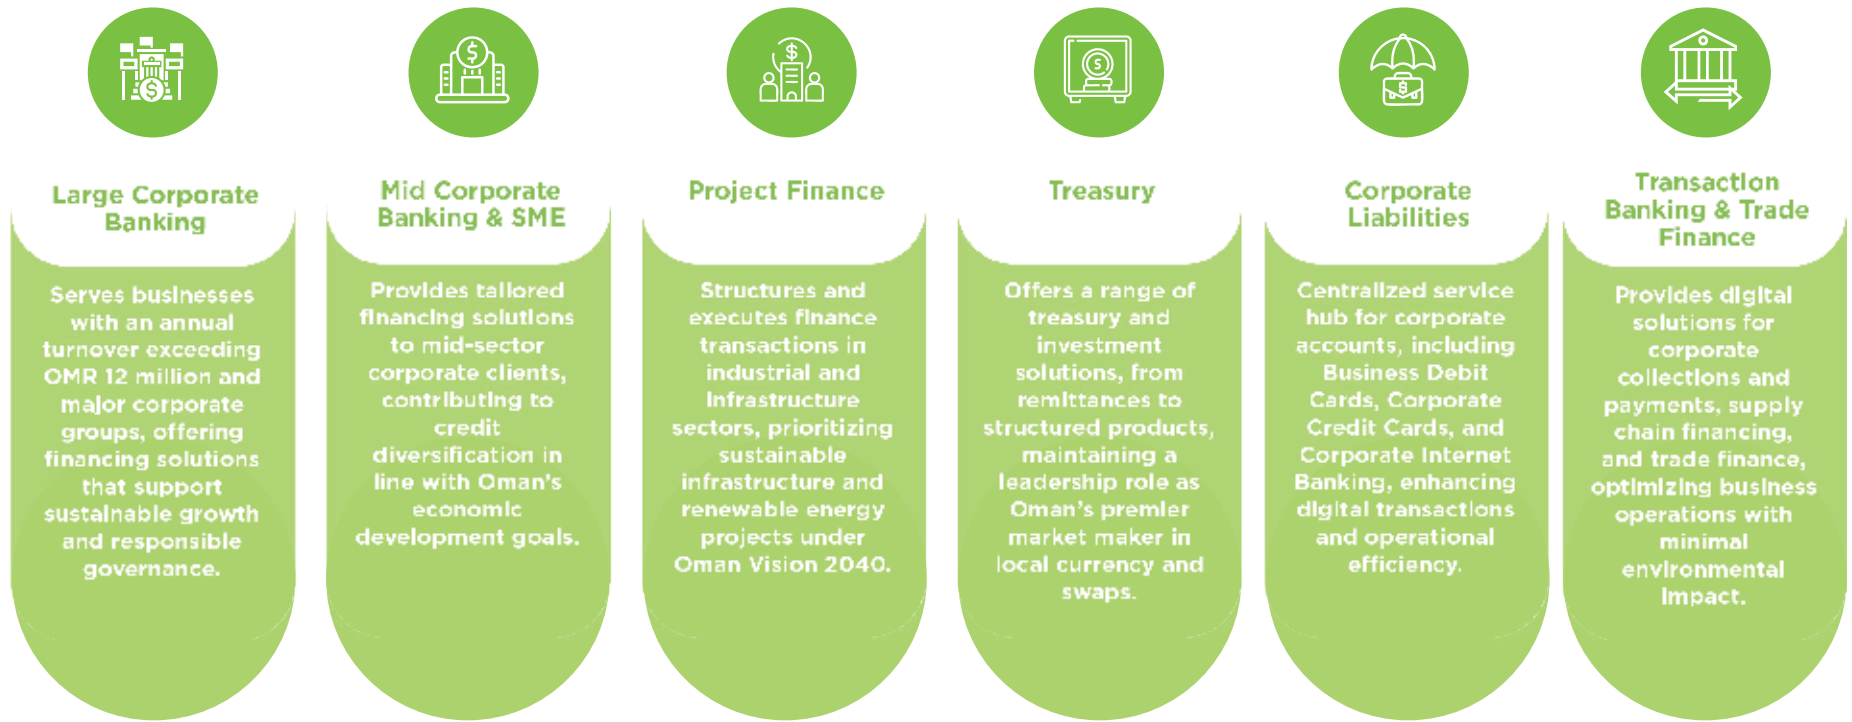 Large Corporate
Banking
Serves businesses
with an annual
turnover exceeding
OMR 12 million and
major corporate
groups, offering
financing solutions
that support
sustainable growth
and responsible
governance.
Mid Corporate
Banking & SME
Provides tailored
financing solutions
to mid-sector
corporate clients,
contributing to
credit
diversification in
line with Oman's
economic
development goals.
Project Finance
Structures and
executes finance
transactions in
industrial and
infrastructure
sectors, prioritizing
sustainable
infrastructure and
renewable energy
projects under
Oman Vision 2040.
Treasury
Offers a range of
treasury and
investment
solutions, from
remittances to
structured products,
maintaining a
leadership role as
Oman's premier
market maker in
local currency and
swaps.
Corporate
Liabilities
Centralized service
hub for corporate
accounts, including
Business Debit
Cards, Corporate
Credit Cards, and
Corporate Internet
Banking, enhancing
digital transactions
and operational
efficiency.
Transaction
Banking & Trade
Finance
Provides digital
solutions for
corporate
collections and
payments, supply
chain financing,
and trade finance,
optimizing business
operations with
minimal
environmental
impact.